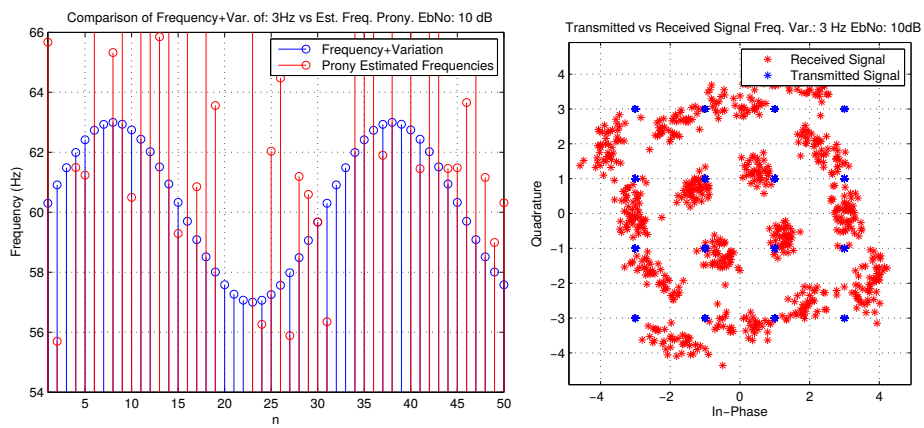 Comparison of Frequency+Var. of: 3Hz vs Est. Freq. Prony. EbNo: 10 dB
66
64
62
60
58
56
54
Frequency (Hz)
Frequency+Variation
Prony Estimated Frequencies
5 10 15 20 25 30 35 40 45 50
n
Transmitted vs Received Signal Freq. Var.: 3 Hz EbNo: 10dB
4
3
2
1
0
−1
−2
−3
−4
Quadrature
Received Signal
Transmitted Signal
−4 −2 0 2 4
In−Phase